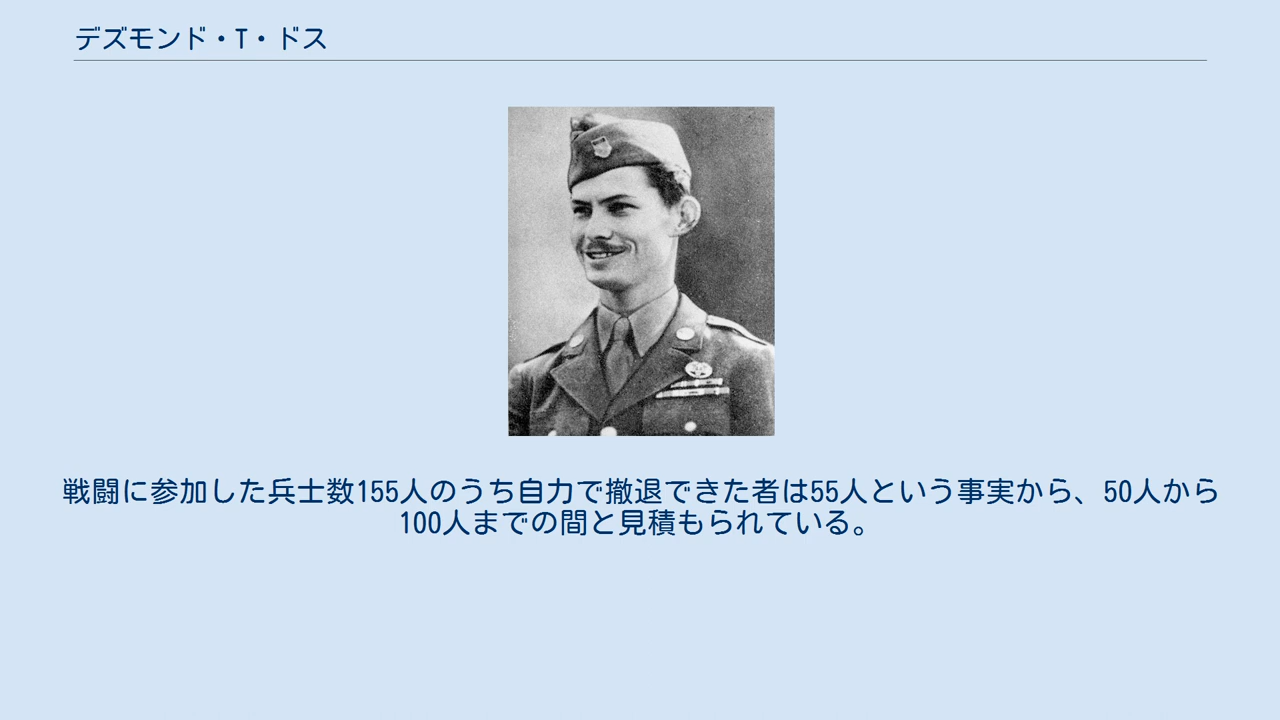 デズモンド・T・ドス
戦闘に参加した兵士数155人のうち自力で撤退できた者は55人という事実から、50人から
100人までの間と見積もられている。